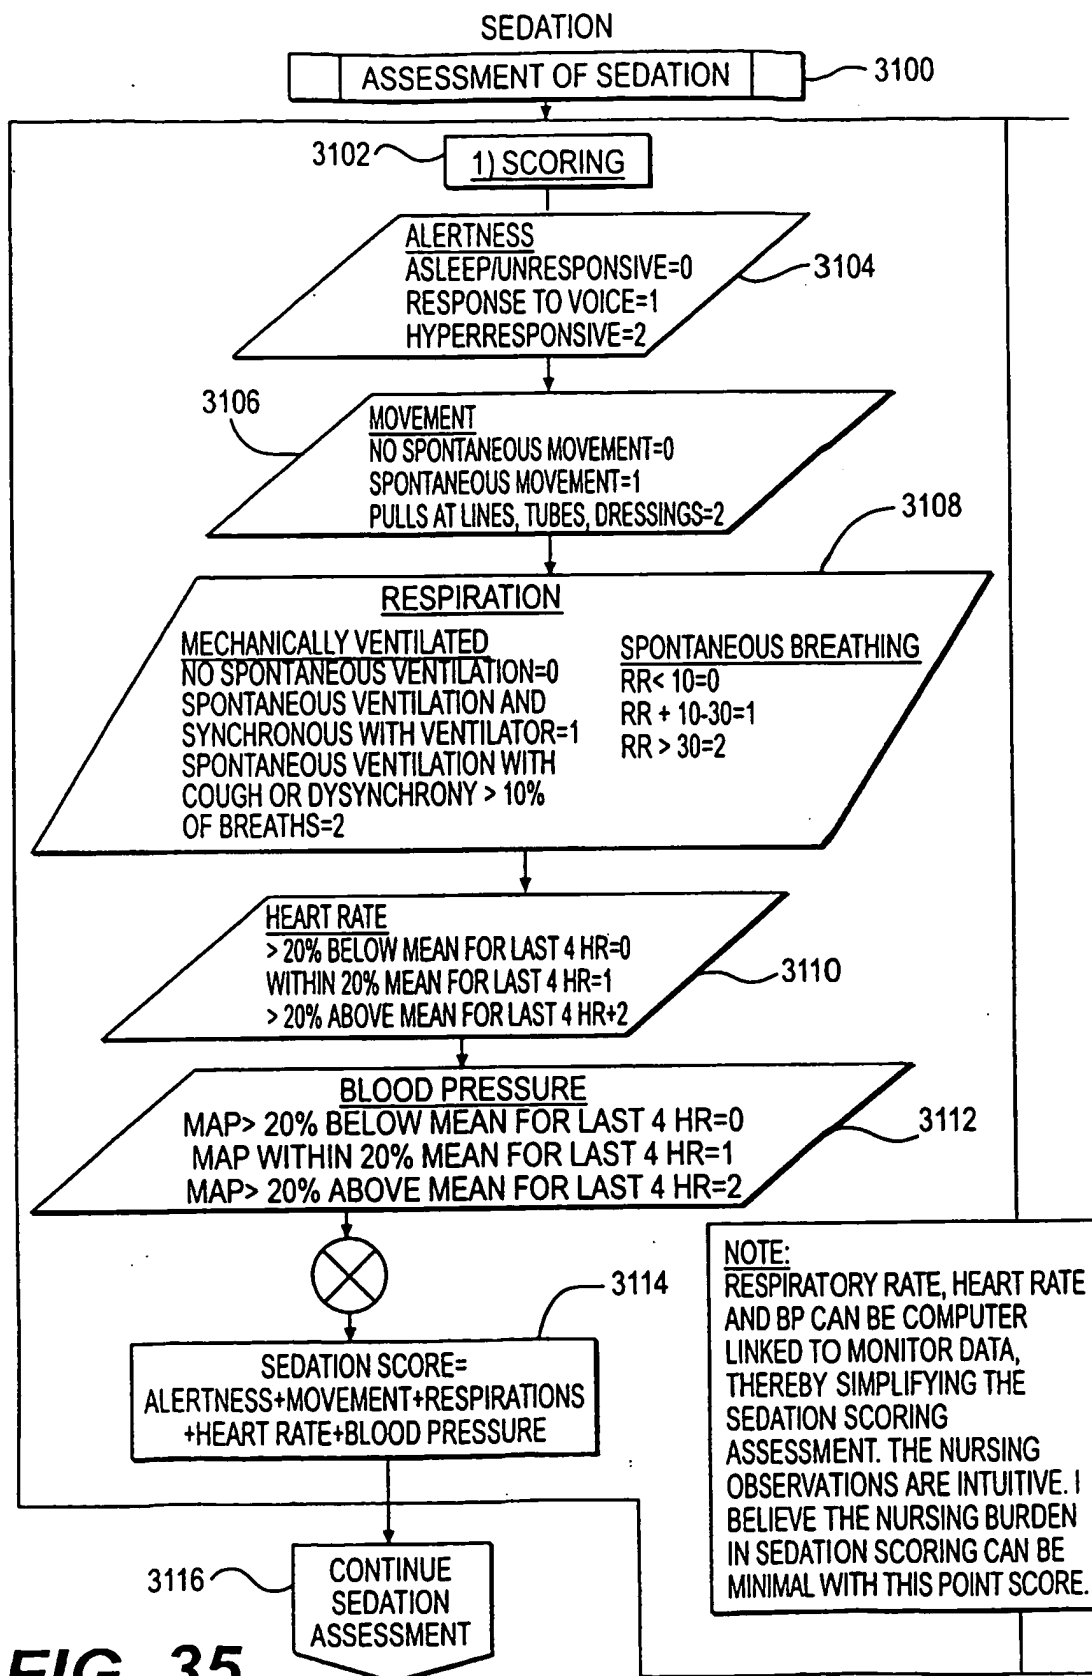 SEDATION
ASSESSMENT OF SEDATION
3100
3102
1) SCORING
ALERTNESS
ASLEEP/UNRESPONSIVE=0
RESPONSE TO VOICE=1
HYPERRESPONSIVE=2
3104
3106
MOVEMENT
NO SPONTANEOUS MOVEMENT=0
SPONTANEOUS MOVEMENT=1
PULLS AT LINES, TUBES, DRESSINGS=2
3108
RESPIRATION
MECHANICALLY VENTILATED
NO SPONTANEOUS VENTILATION=0
SPONTANEOUS VENTILATION AND
SYNCHRONOUS WITH VENTILATOR=1
SPONTANEOUS VENTILATION WITH
COUGH OR DYSYNCHRONY > 10%
OF BREATHS=2
SPONTANEOUS BREATHING
RR< 10=0
RR + 10-30=1
RR > 30=2
HEART RATE
> 20% BELOW MEAN FOR LAST 4 HR=0
WITHIN 20% MEAN FOR LAST 4 HR=1
> 20% ABOVE MEAN FOR LAST 4 HR+2
3110
BLOOD PRESSURE
MAP> 20% BELOW MEAN FOR LAST 4 HR=0
MAP WITHIN 20% MEAN FOR LAST 4 HR=1
MAP> 20% ABOVE MEAN FOR LAST 4 HR=2
3112
3114
SEDATION SCORE=
ALERTNESS+MOVEMENT+RESPIRATIONS
+HEART RATE+BLOOD PRESSURE
NOTE:
RESPIRATORY RATE, HEART RATE
AND BP CAN BE COMPUTER
LINKED TO MONITOR DATA,
THEREBY SIMPLIFYING THE
SEDATION SCORING
ASSESSMENT. THE NURSING
OBSERVATIONS ARE INTUITIVE. I
BELIEVE THE NURSING BURDEN
IN SEDATION SCORING CAN BE
MINIMAL WITH THIS POINT SCORE.
3116
CONTINUE
SEDATION
ASSESSMENT
FIG. 35